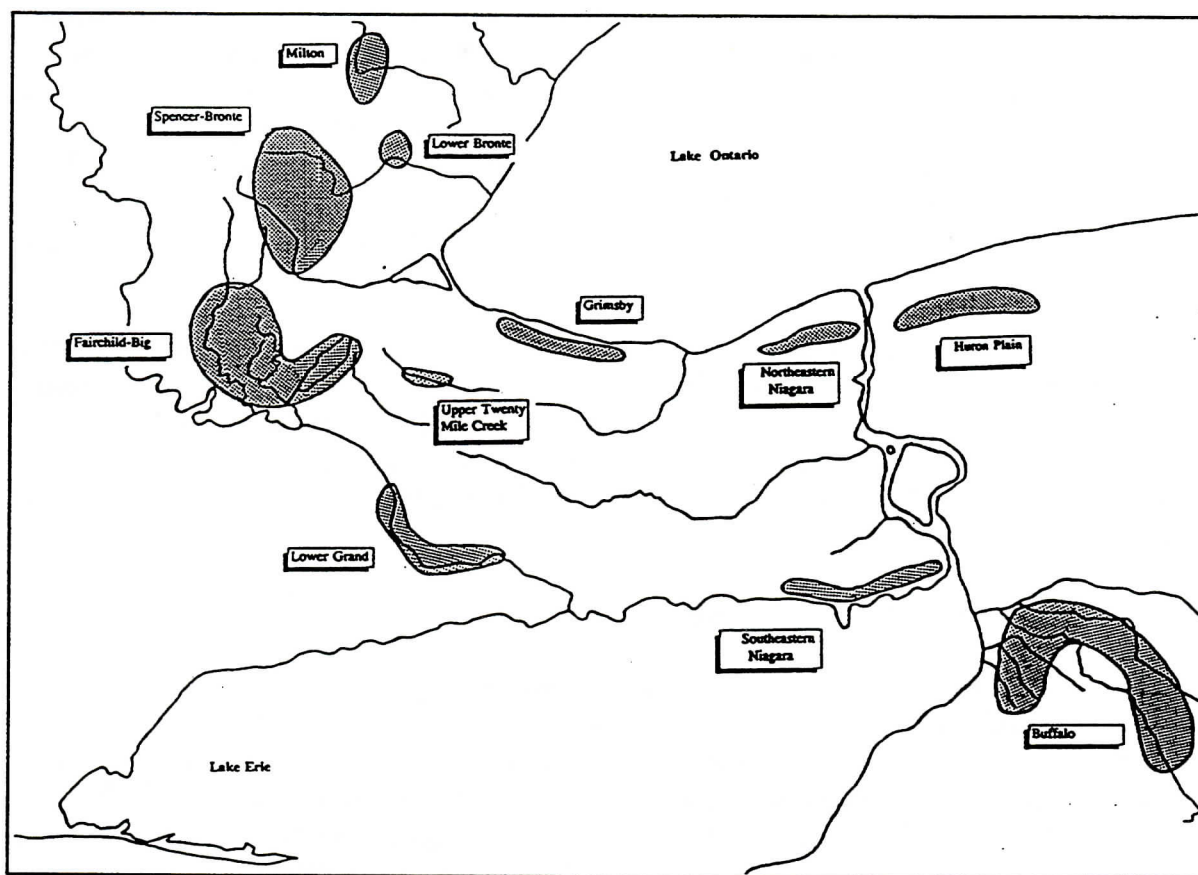 Milton
Spencer-Bronte
Lower Bronte
Lake Ontario
Grimsby
Fairchild-Big
Huron Plain
Northeastern
Niagara
Upper Twenty
Mile Creek
Lower Grand
Southeastern
Niagara
Buffalo
Lake Erie